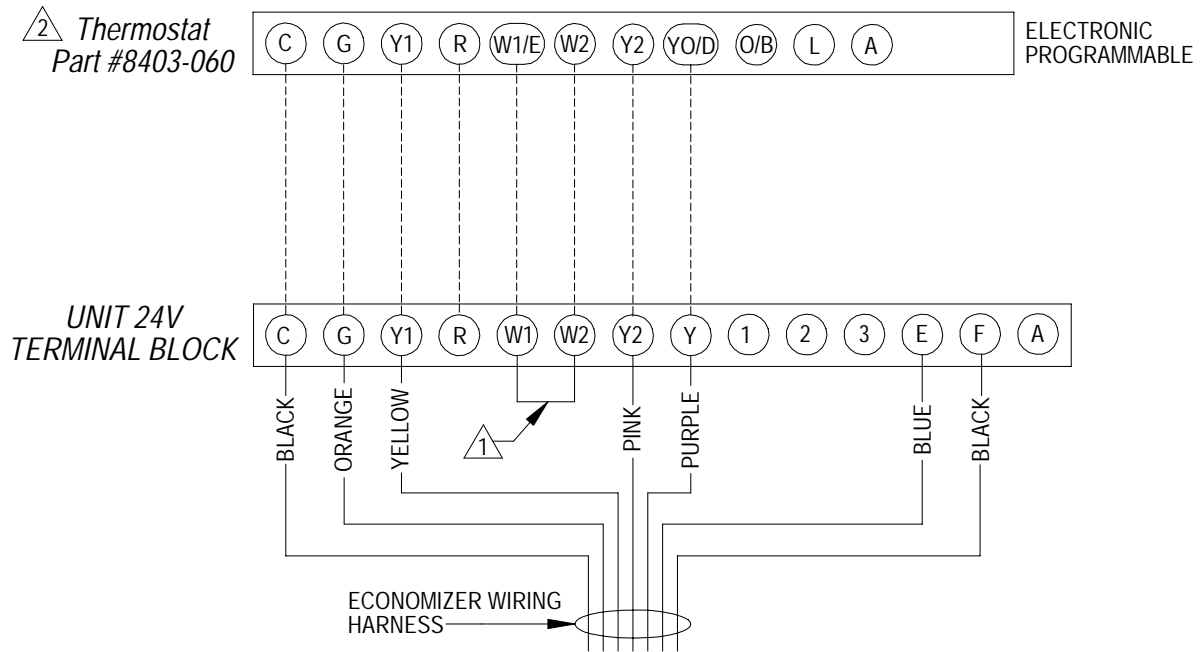 2 Thermostat
Part #8403-060
C G Y1 R W1/E W2 Y2 YO/D O/B L A
ELECTRONIC
PROGRAMMABLE
UNIT 24V
TERMINAL BLOCK
C G Y1 R W1 W2 Y2 Y 1 2 3 E F A
BLACK
ORANGE
YELLOW
1
PINK
PURPLE
BLUE
BLACK
ECONOMIZER WIRING
HARNESS